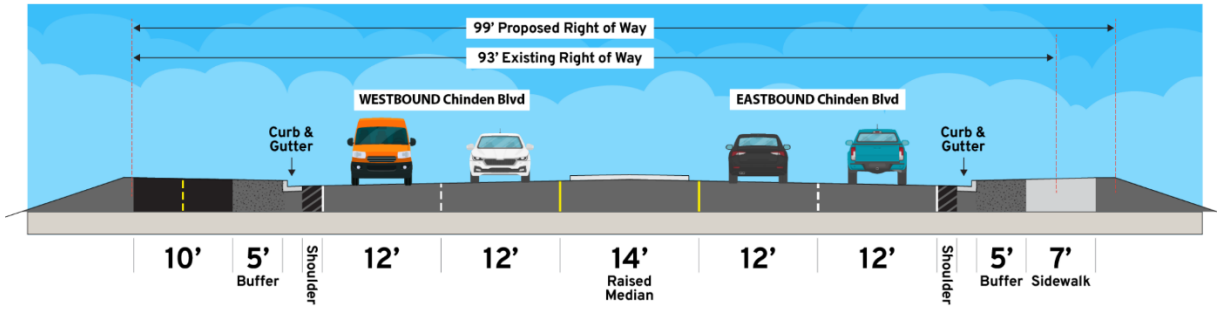 99’ Proposed Right of Way
93’ Existing Right of Way
WESTBOUND Chinden Blvd
EASTBOUND Chinden Blvd
Curb &
Gutter
Curb &
Gutter
10’
5’
Buffer
Shoulder
12’
12’
14’
Raised
Median
12’
12’
Shoulder
5’
Buffer
7’
Sidewalk